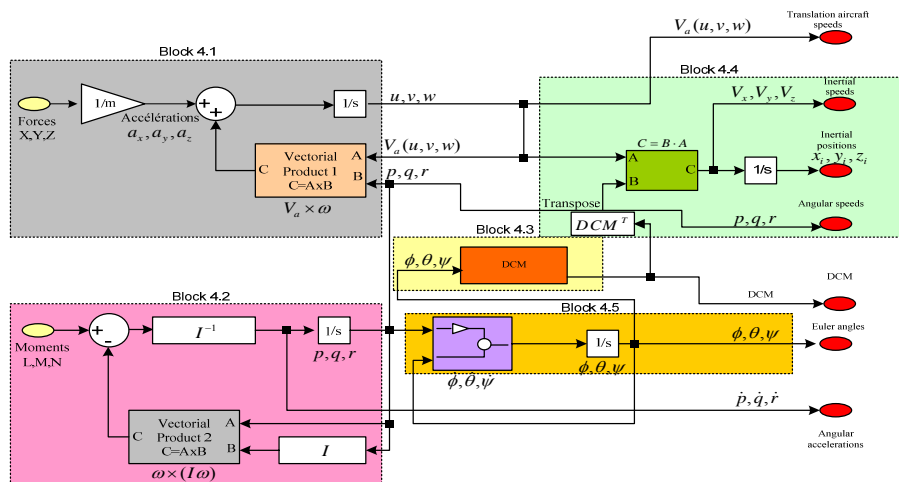 Translation aircraft
speeds
V_a(u,v,w)
Block 4.1
Block 4.4
Inertial
speeds
1/m
Forces
X,Y,Z
Accélérations
a_x, a_y, a_z
+
+
1/s
u,v,w
V_x, V_y, V_z
C = B · A
Inertial
positions
x_i, y_i, z_i
V_a(u,v,w)
A
B
C
Vectorial
Product 1
C=AxB
p,q,r
V_a × ω
A
B
C
1/s
Transpose
DCM^T
Angular speeds
p,q,r
Block 4.3
ϕ,θ,ψ
DCM
DCM
DCM
Block 4.2
Block 4.5
Moments
L,M,N
+
-
I^{-1}
1/s
p,q,r
1/s
ϕ,θ,ψ
ϕ̇,θ̇,ψ̇
Euler angles
ϕ,θ,ψ
ṗ,q̇,ṙ
Angular
accelerations
C
Vectorial
Product 2
C=AxB
A
B
I
ω×(Iω)